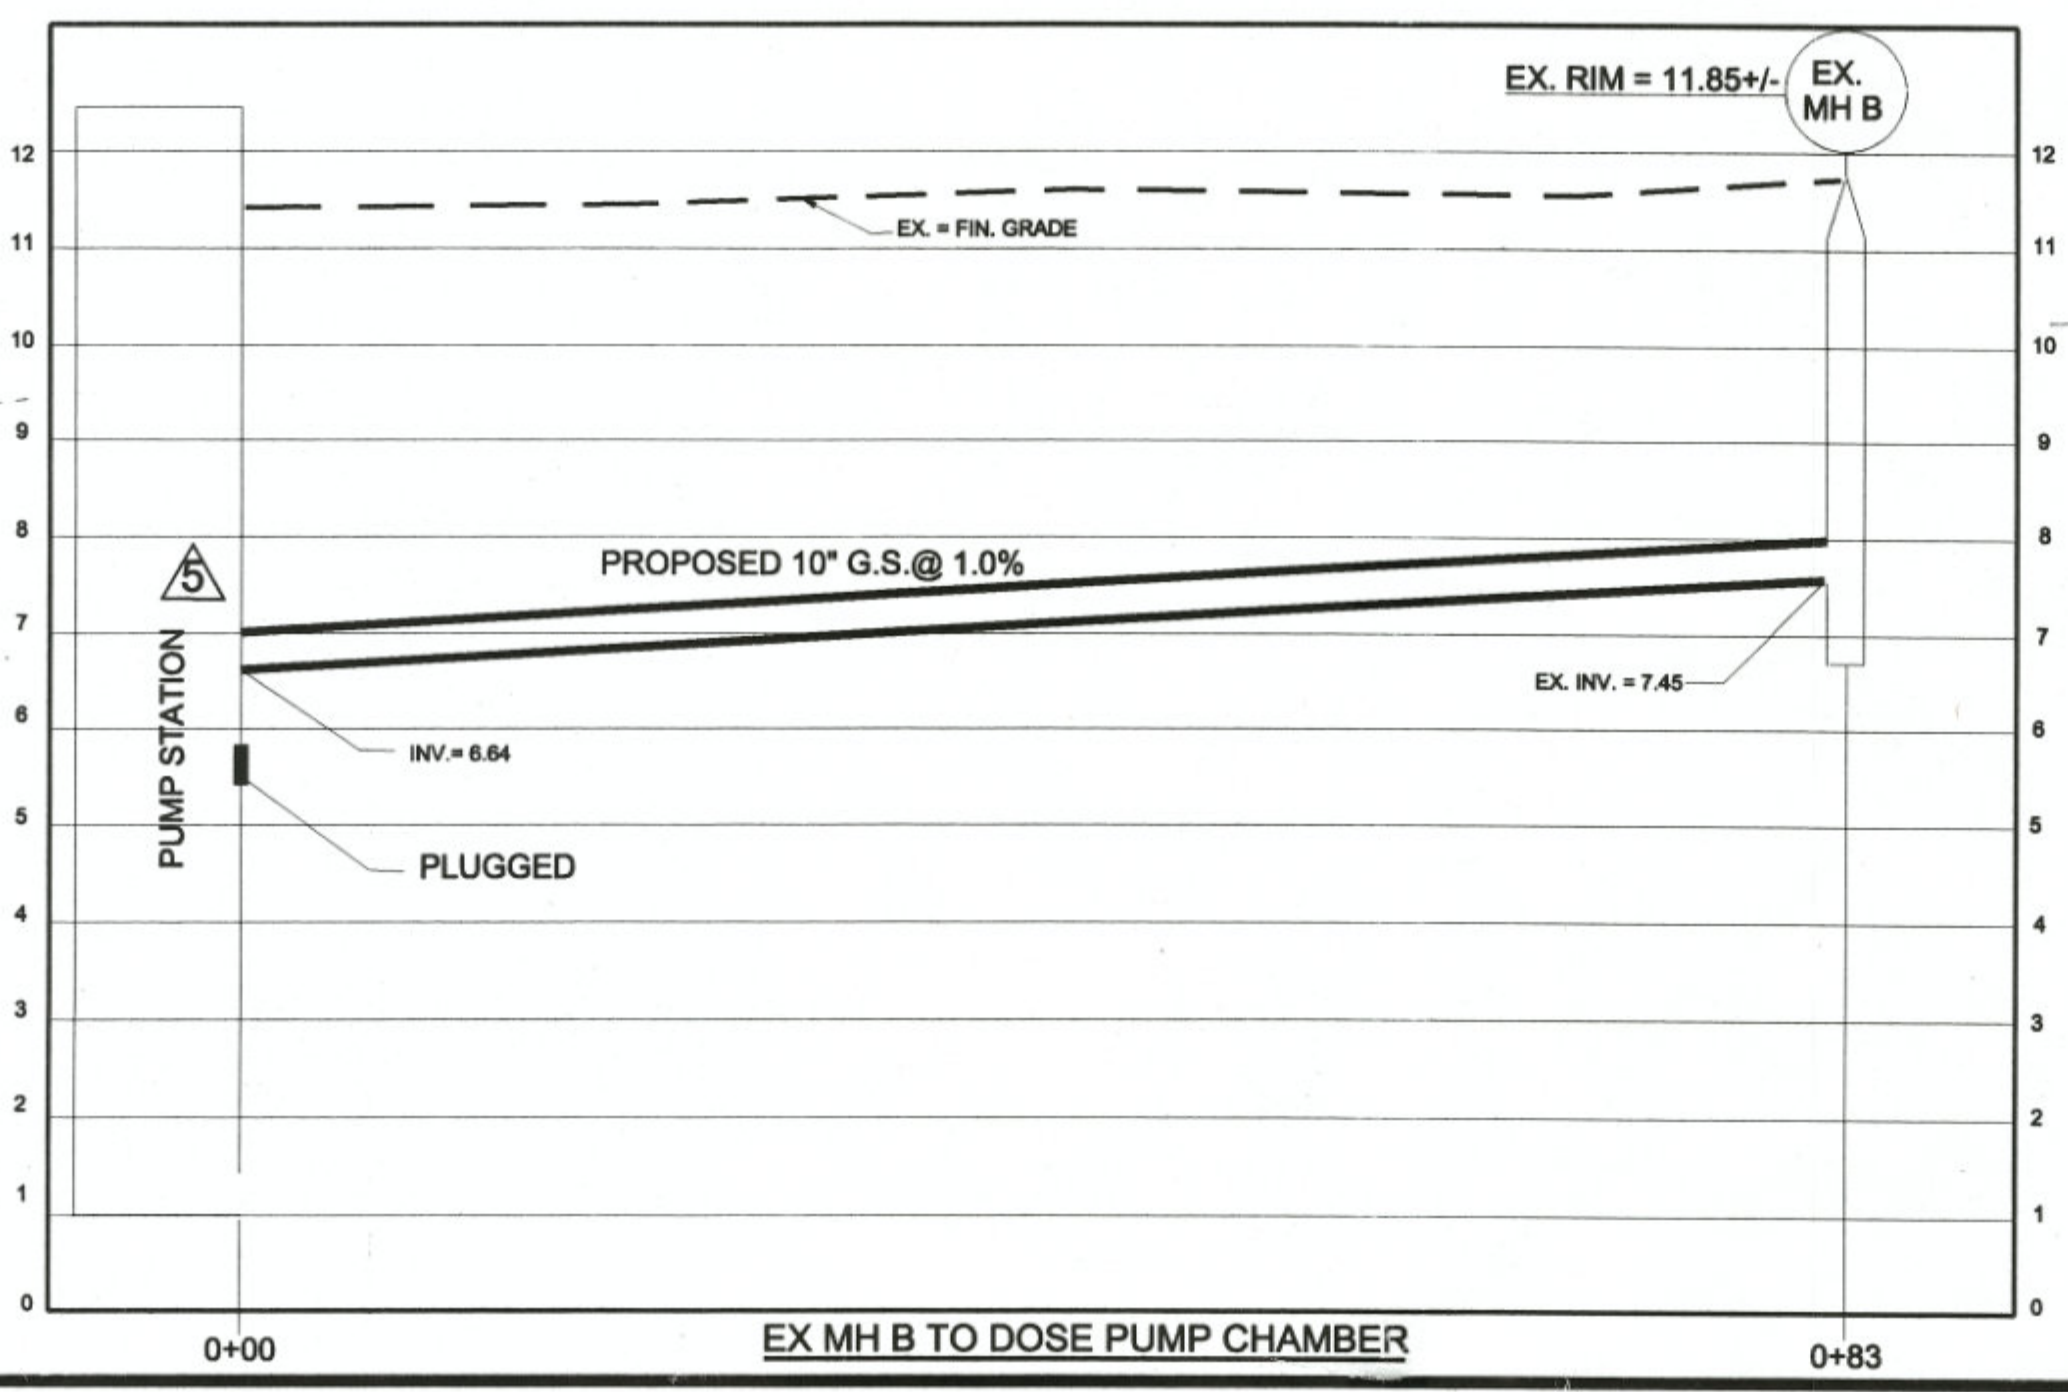 EX. RIM = 11.85+/-
EX.
MH B
12
12
EX. = FIN. GRADE
11
11
10
10
9
9
8
8
PROPOSED 10" G.S.@ 1.0%
5
7
7
PUMP STATION
EX. INV. = 7.45
6
6
INV.= 6.64
5
5
PLUGGED
4
4
3
3
2
2
1
1
0
0
EX MH B TO DOSE PUMP CHAMBER
0+00
0+83